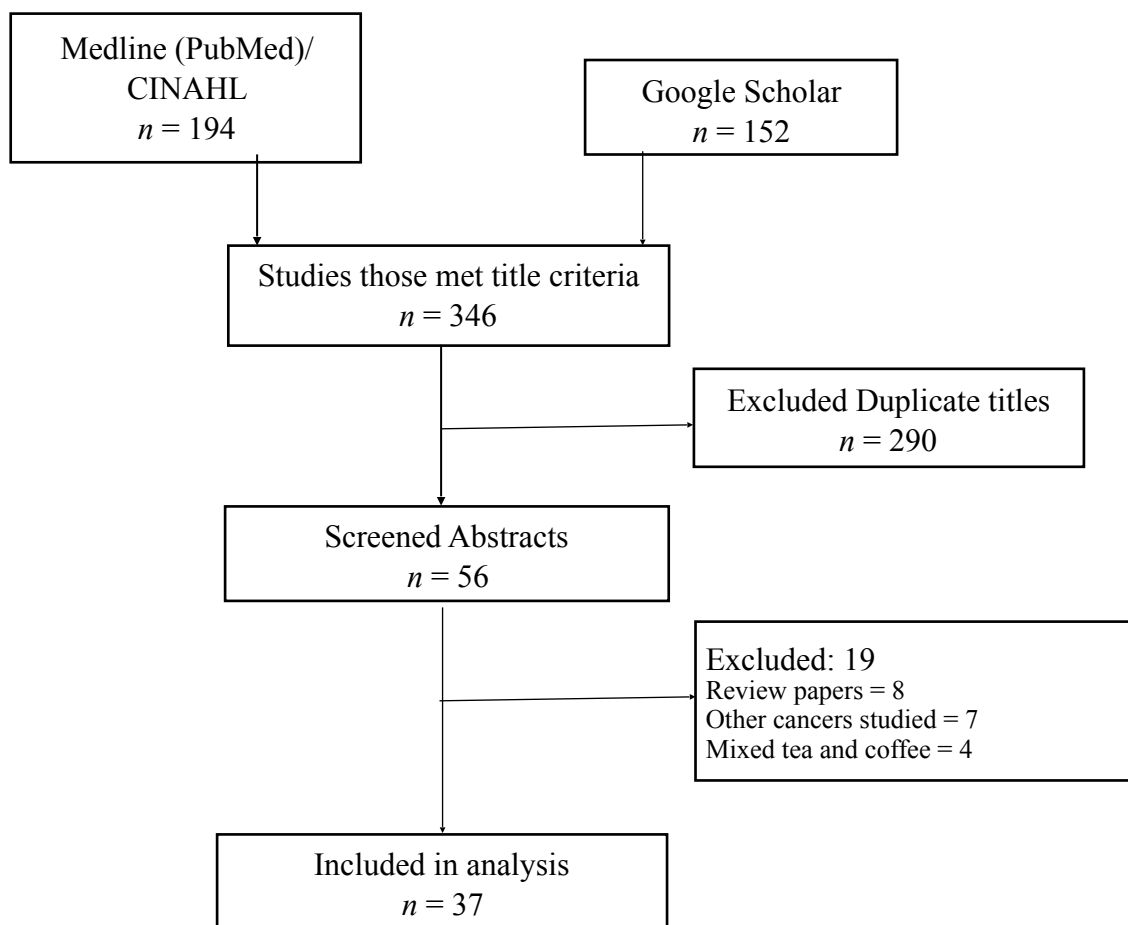 Medline (PubMed)/
CINAHL
n = 194
Google Scholar
n = 152
Studies those met title criteria
n = 346
Excluded Duplicate titles
n = 290
Screened Abstracts
n = 56
Excluded: 19
Review papers = 8
Other cancers studied = 7
Mixed tea and coffee = 4
Included in analysis
n = 37